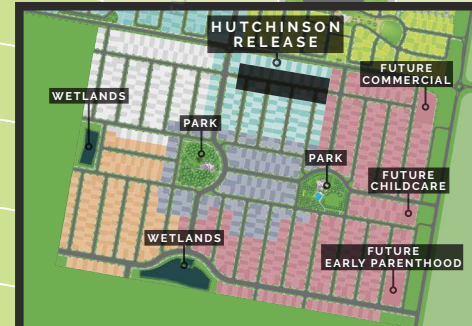 HUTCHINSON
RELEASE
FUTURE
COMMERCIAL
WETLANDS
PARK
PARK
FUTURE
CHILDCARE
WETLANDS
FUTURE
EARLY PARENTHOOD